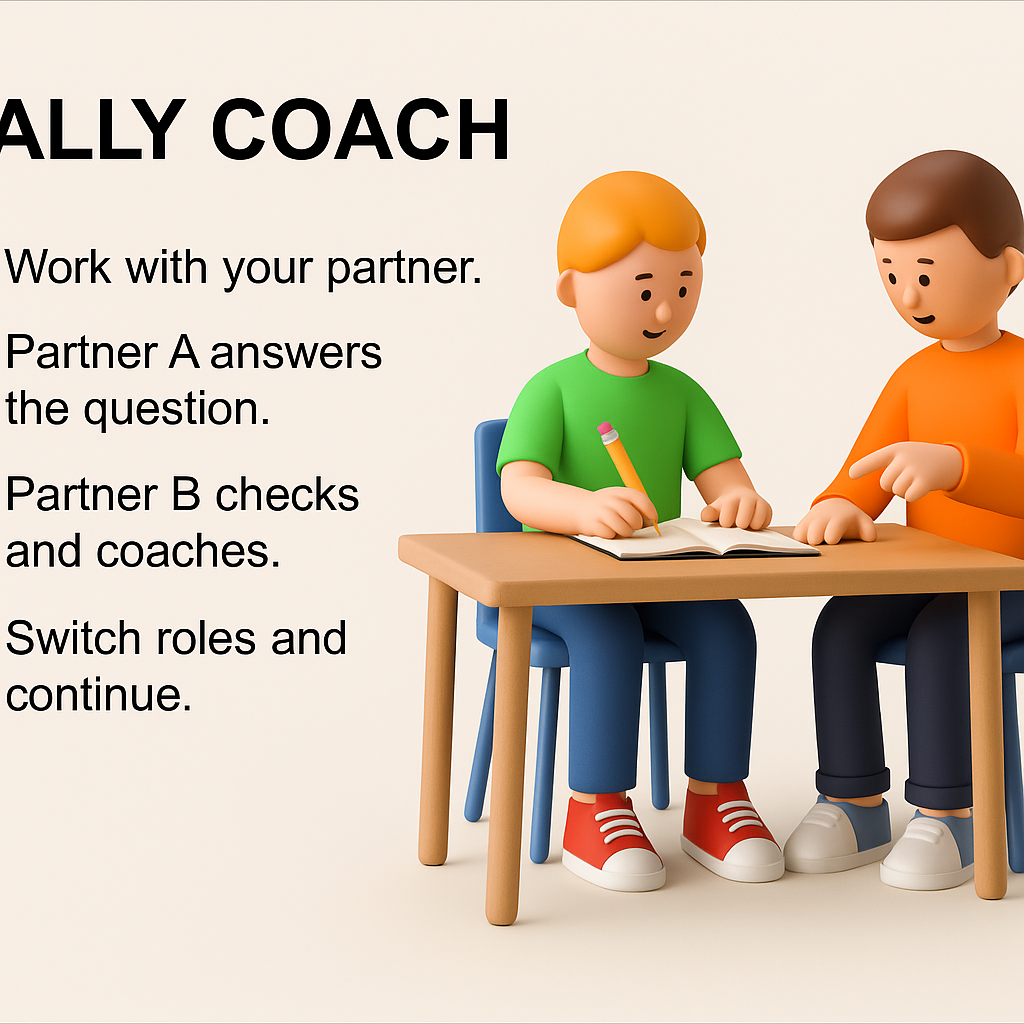 ALLY COACH
Work with your partner.
Partner A answers
the question.
Partner B checks
and coaches.
Switch roles and
continue.